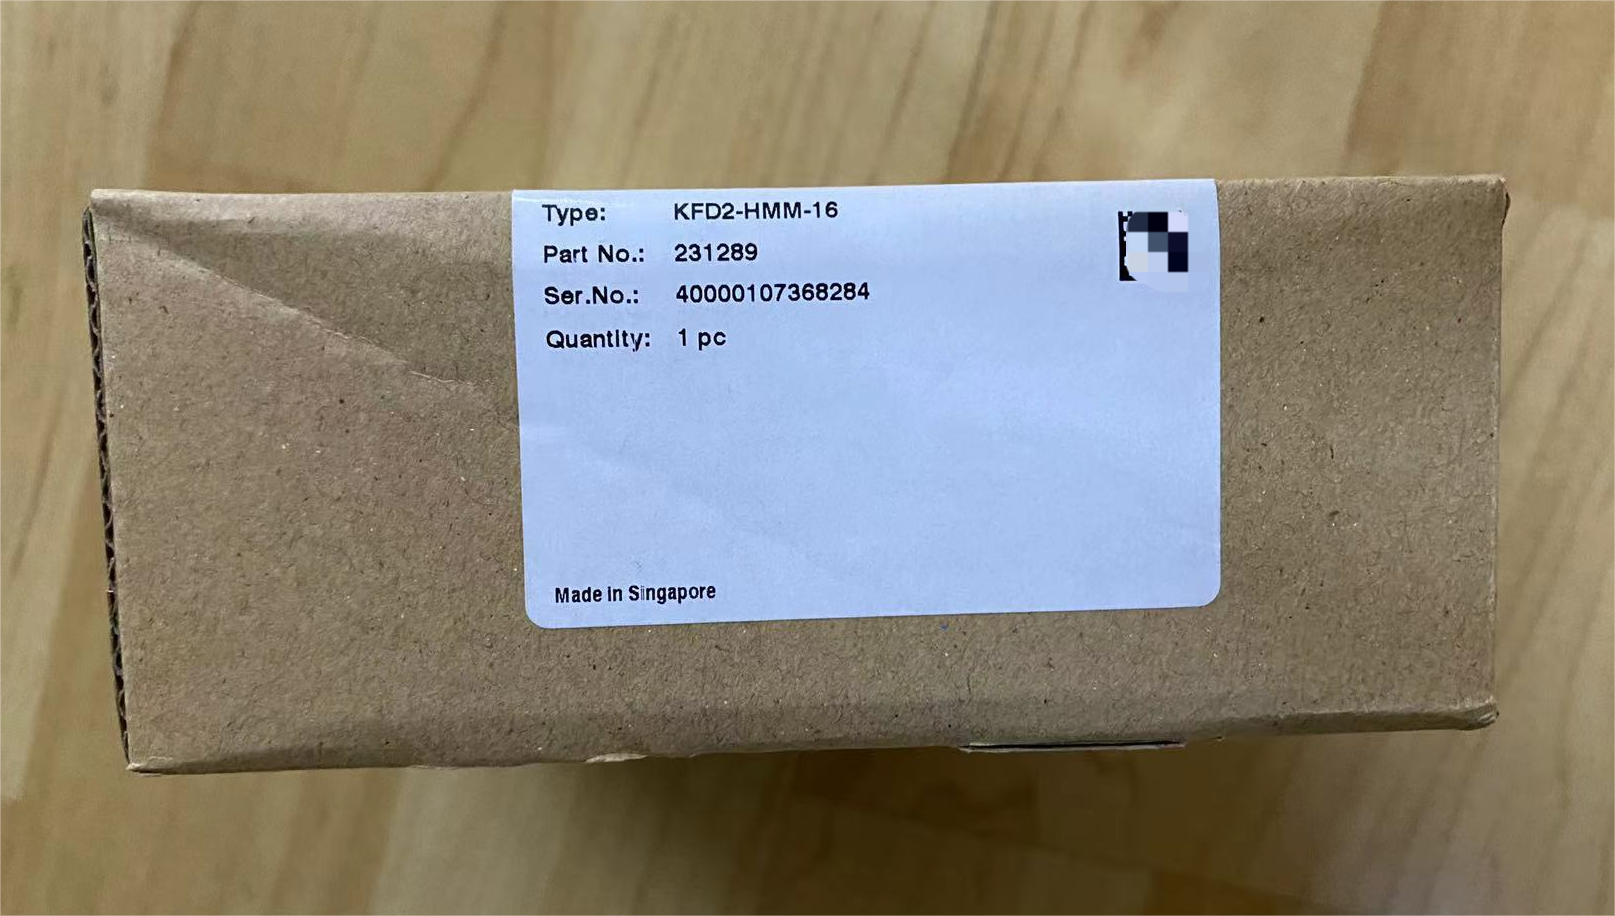 Type: KFD2-HMM-16
Part No.: 231289
Ser.No.: 40000107368284
Quantity: 1 pc
Made in Singapore